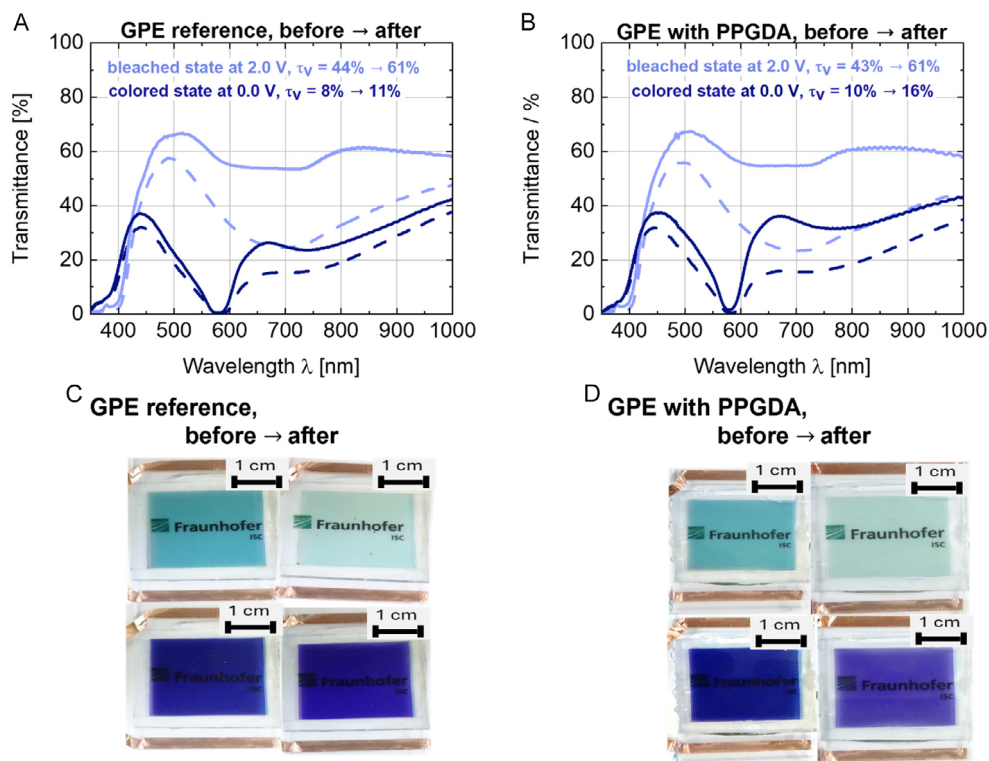 A
GPE reference, before → after
bleached state at 2.0 V, τv = 44% → 61%
colored state at 0.0 V, τv = 8% → 11%
Transmittance [%]
100
80
60
40
20
0
400 500 600 700 800 900 1000
Wavelength λ [nm]
B
GPE with PPGDA, before → after
bleached state at 2.0 V, τv = 43% → 61%
colored state at 0.0 V, τv = 10% → 16%
Transmittance / %
100
80
60
40
20
0
400 500 600 700 800 900 1000
Wavelength λ [nm]
C
GPE reference,
before → after
1 cm
Fraunhofer
ISC
1 cm
Fraunhofer
ISC
1 cm
Fraunhofer
ISC
1 cm
Fraunhofer
ISC
D
GPE with PPGDA,
before → after
1 cm
Fraunhofer
ISC
1 cm
Fraunhofer
ISC
1 cm
Fraunhofer
ISC
1 cm
Fraunhofer
ISC